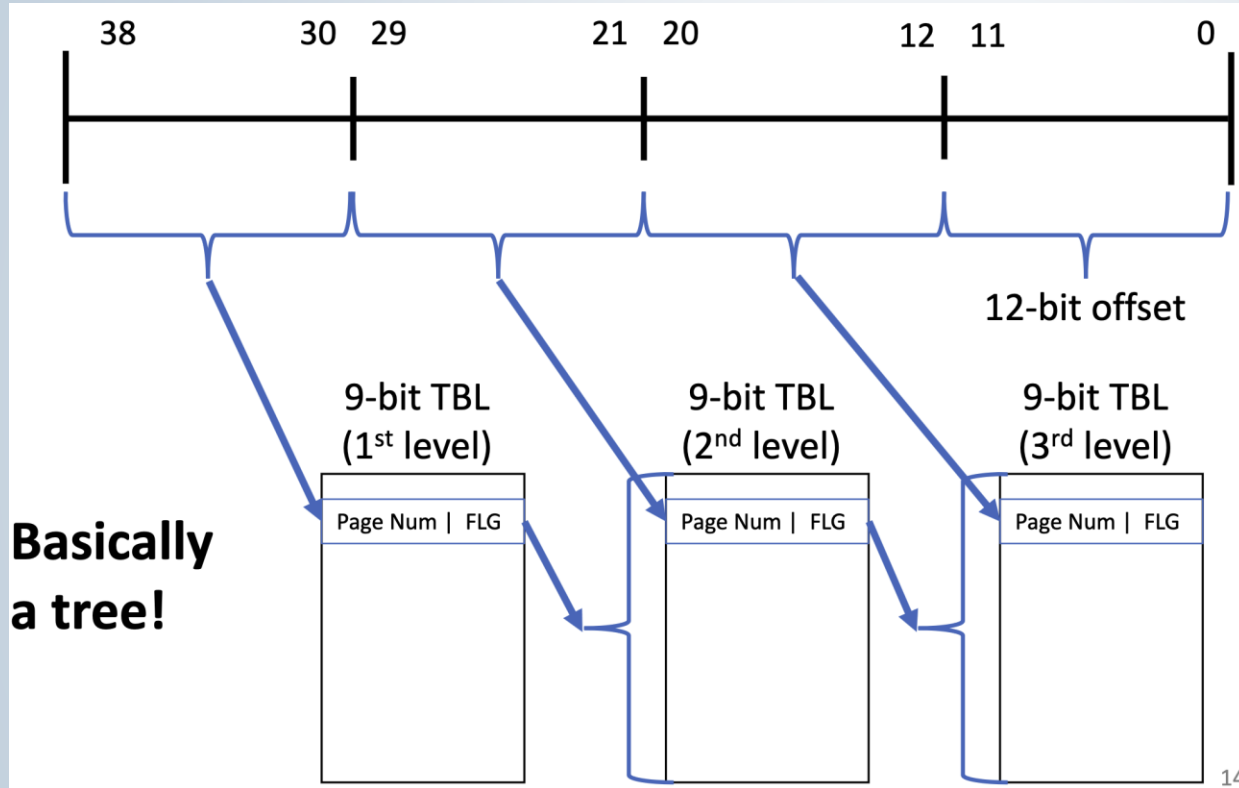 38 30 29 21 20 12 11 0
12-bit offset
9-bit TBL
(1st level)
9-bit TBL
(2nd level)
9-bit TBL
(3rd level)
Page Num | FLG
Page Num | FLG
Page Num | FLG
Basically
a tree!
14